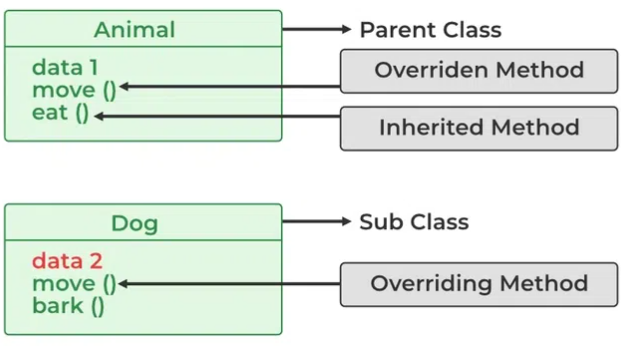 Animal
Parent Class
data 1
move ()
eat ()
Overriden Method
Inherited Method
Dog
Sub Class
data 2
move ()
bark ()
Overriding Method